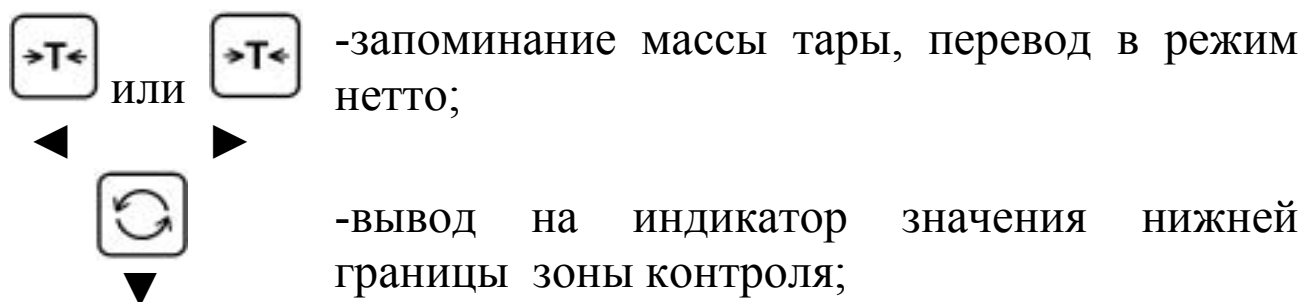 →T← или →T← -запоминание массы тары, перевод в режим
нетто;
◄ ►
-вывод на индикатор значения нижней
границы зоны контроля;
▼